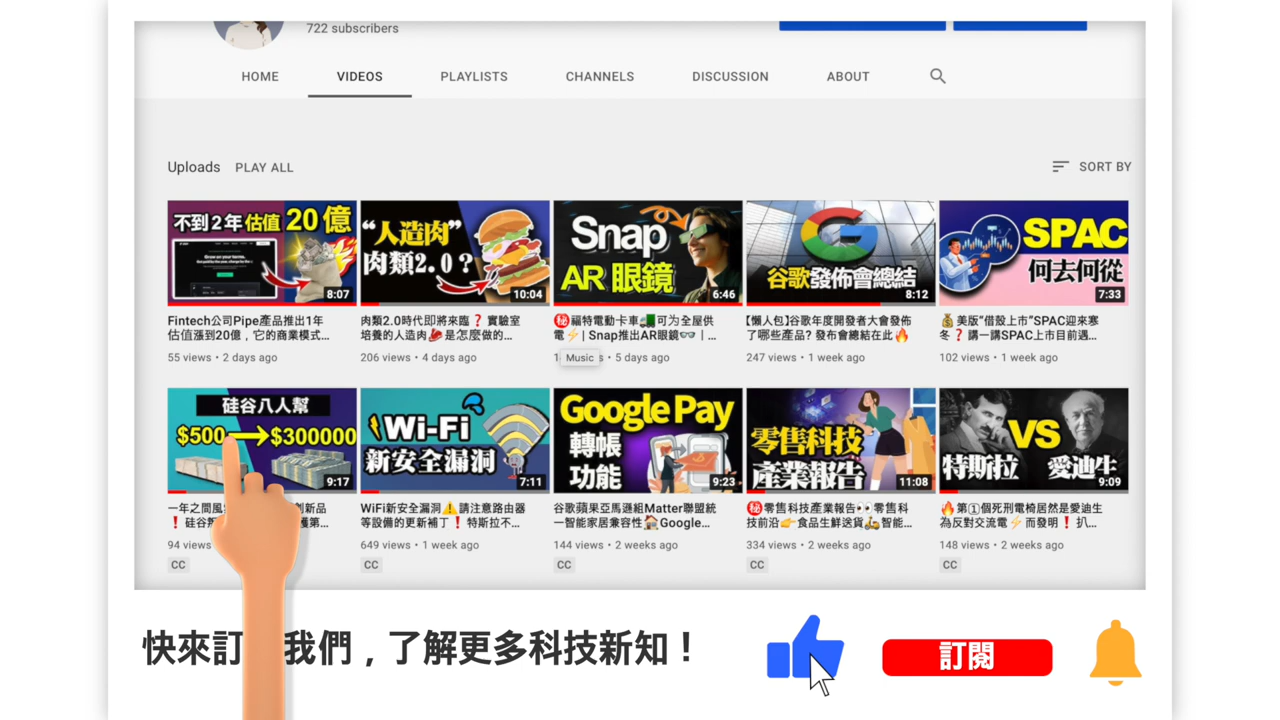 722 subscribers
HOME VIDEOS PLAYLISTS CHANNELS DISCUSSION ABOUT
Uploads PLAY ALL SORT BY
不到2年估值20億
8:07
“人造肉”
肉類2.0?
10:04
Snap
AR 眼鏡
6:46
谷歌發佈會總結
8:12
SPAC
何去何從
7:33
Fintech公司Pipe產品推出1年
估值漲到20億，它的商業模式...
55 views • 2 days ago
肉類2.0時代即將來臨❓實驗室
培養的人造肉🥩是怎麼做的...
206 views • 4 days ago
㊙️福特電動卡車🚛可为全屋供
電⚡| Snap推出AR眼鏡👓 | ...
Music
5 days ago
【懶人包】谷歌年度開發者大會發佈
了哪些產品? 發布會總結在此🔥
247 views • 1 week ago
💰美版“借殼上市”SPAC迎來寒
冬❓講一講SPAC上市目前遇...
102 views • 1 week ago
硅谷八人幫
$500→$300000
9:17
Wi-Fi
新安全漏洞
7:11
Google Pay
轉帳
功能
9:23
零售科技
產業報告
11:08
VS
特斯拉 愛迪生
9:09
一年之間風
創新品
❗硅谷
獲第...
94 views
CC
WiFi新安全漏洞⚠️請注意路由器
等設備的更新補丁❗特斯拉不...
649 views • 1 week ago
CC
谷歌蘋果亞馬遜組Matter聯盟統
一智能家居兼容性🏠Google...
144 views • 2 weeks ago
CC
㊙️零售科技產業報告👀零售科
技前沿👉食品生鮮送貨🛵智能...
334 views • 2 weeks ago
CC
🔥第①個死刑電椅居然是愛迪生
為反對交流電⚡而發明❗扒...
148 views • 2 weeks ago
CC
快來訂 我們，了解更多科技新知！
訂閱